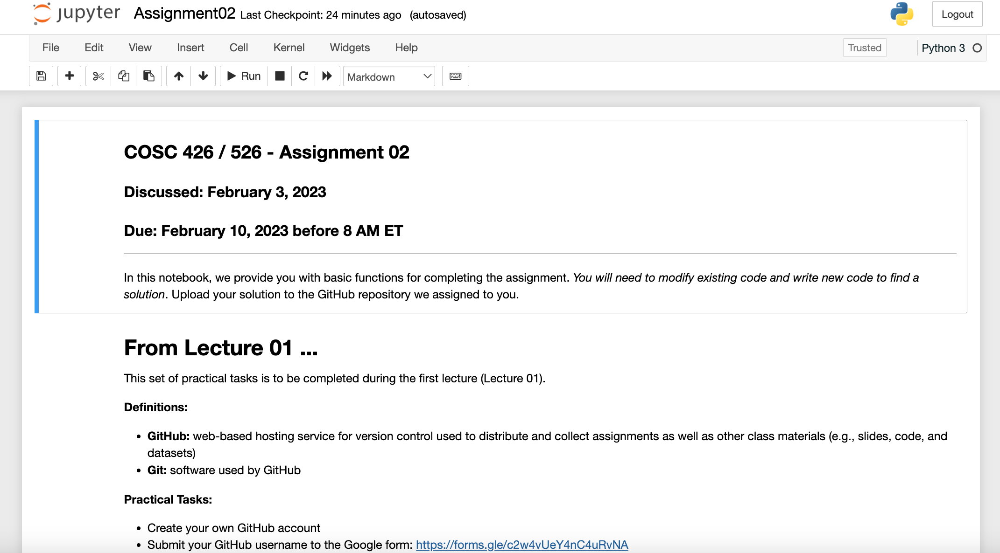 jupyter Assignment02 Last Checkpoint: 24 minutes ago (autosaved) Logout
File Edit View Insert Cell Kernel Widgets Help Trusted Python 3
Run Markdown
COSC 426 / 526 - Assignment 02
Discussed: February 3, 2023
Due: February 10, 2023 before 8 AM ET
In this notebook, we provide you with basic functions for completing the assignment. You will need to modify existing code and write new code to find a
solution. Upload your solution to the GitHub repository we assigned to you.
From Lecture 01 ...
This set of practical tasks is to be completed during the first lecture (Lecture 01).
Definitions:
• GitHub: web-based hosting service for version control used to distribute and collect assignments as well as other class materials (e.g., slides, code, and
datasets)
• Git: software used by GitHub
Practical Tasks:
• Create your own GitHub account
• Submit your GitHub username to the Google form: https://forms.gle/c2w4vUeY4nC4uRvNA